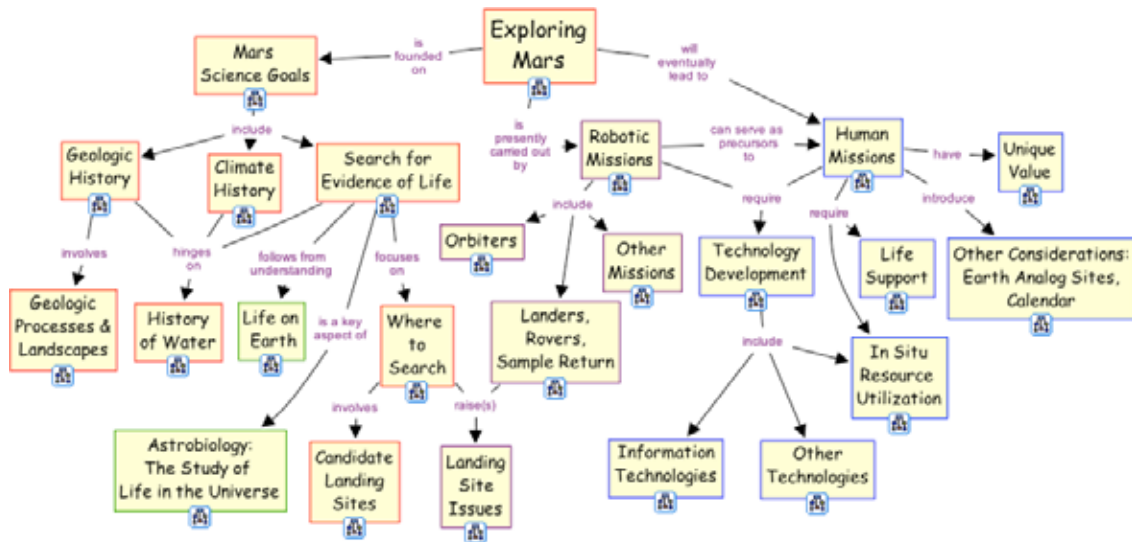 Exploring
Mars
is
founded
on
will
eventually
lead to
Mars
Science Goals
is
presently
carried out
by
Robotic
Missions
can serve as
precursors
to
Human
Missions
have
Unique
Value
include
Geologic
History
Climate
History
Search for
Evidence of Life
include
require
require
introduce
Orbiters
Other
Missions
Technology
Development
Life
Support
Other Considerations:
Earth Analog Sites,
Calendar
involves
hinges
on
follows from
understanding
focuses
on
Geologic
Processes &
Landscapes
History
of Water
Life on
Earth
is a key
aspect of
Where
to
Search
Landers,
Rovers,
Sample Return
include
In Situ
Resource
Utilization
involves
raise(s)
Astrobiology:
The Study of
Life in the Universe
Candidate
Landing
Sites
Landing
Site
Issues
Information
Technologies
Other
Technologies